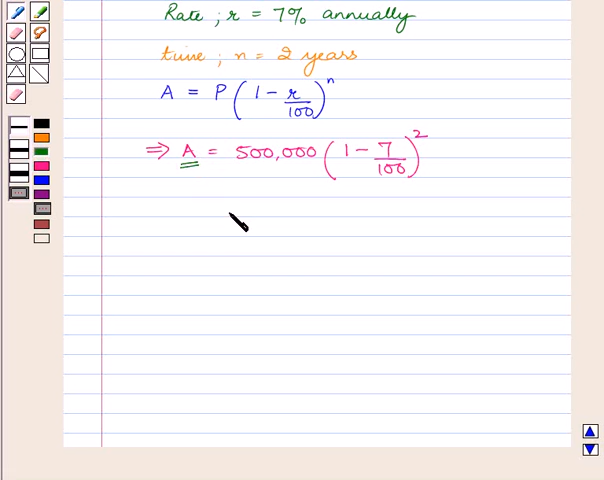 Rate ; r = 7% annually
time ; n = 2 years
A = P ( 1 - r/100 )^n
⇒ A = 500,000 ( 1 - 7/100 )^2